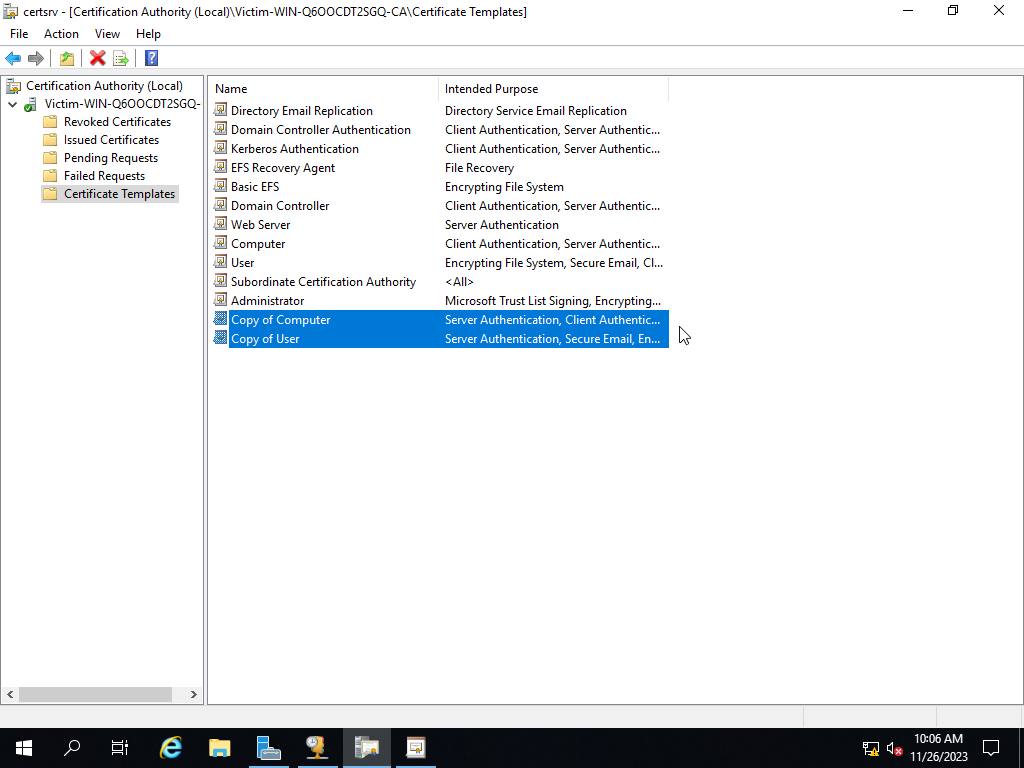 certsrv - [Certification Authority (Local)\Victim-WIN-Q6OOCDT2SGQ-CA\Certificate Templates]
File Action View Help
Certification Authority (Local)
Victim-WIN-Q6OOCDT2SGQ-
Revoked Certificates
Issued Certificates
Pending Requests
Failed Requests
Certificate Templates
Name Intended Purpose
Directory Email Replication Directory Service Email Replication
Domain Controller Authentication Client Authentication, Server Authentic...
Kerberos Authentication Client Authentication, Server Authentic...
EFS Recovery Agent File Recovery
Basic EFS Encrypting File System
Domain Controller Client Authentication, Server Authentic...
Web Server Server Authentication
Computer Client Authentication, Server Authentic...
User Encrypting File System, Secure Email, Cl...
Subordinate Certification Authority <All>
Administrator Microsoft Trust List Signing, Encrypting...
Copy of Computer Server Authentication, Client Authentic...
Copy of User Server Authentication, Secure Email, En...
10:06 AM
11/26/2023